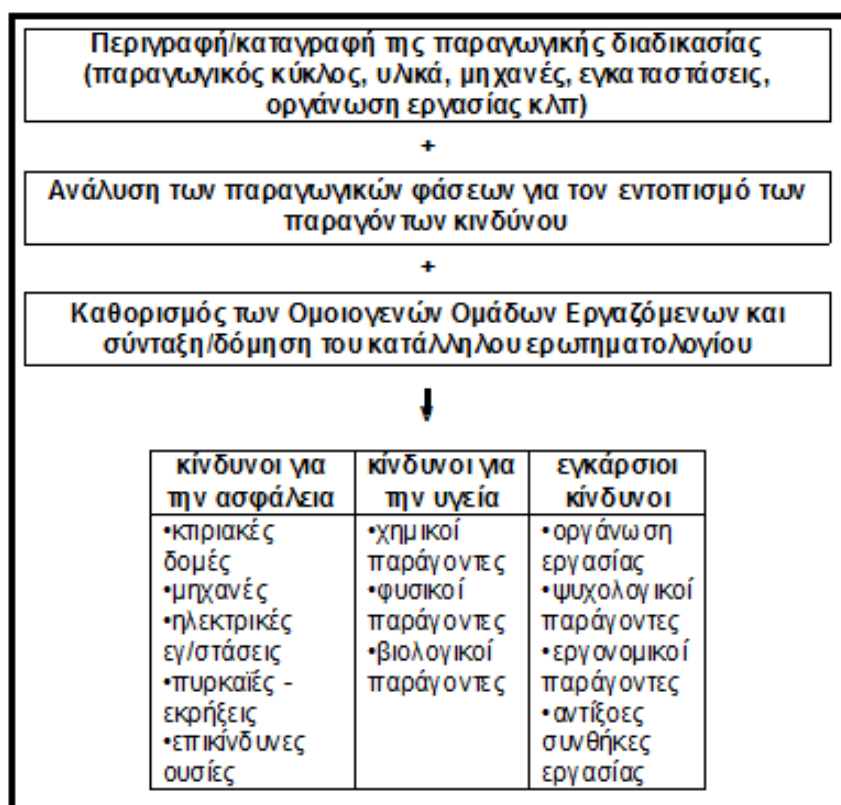 Περιγραφή/καταγραφή της παραγωγικής διαδικασίας
(παραγωγικός κύκλος, υλικά, μηχανές, εγκαταστάσεις,
οργάνωση εργασίας κλπ)
+
Ανάλυση των παραγωγικών φάσεων για τον εντοπισμό των
παραγόντων κινδύνου
+
Καθορισμός των Ομοιογενών Ομάδων Εργαζόμενων και
σύνταξη/δόμηση του κατάλληλου ερωτηματολογίου
κίνδυνοι για
την ασφάλεια
•κτιριακές
δομές
•μηχανές
•ηλεκτρικές
εγ/στάσεις
•πυρκαϊές -
εκρήξεις
•επικίνδυνες
ουσίες
κίνδυνοι για
την υγεία
•χημικοί
παράγοντες
•φυσικοί
παράγοντες
•βιολογικοί
παράγοντες
εγκάρσιοι
κίνδυνοι
•οργάνωση
εργασίας
•ψυχολογικοί
παράγοντες
•εργονομικοί
παράγοντες
•αντίξοες
συνθήκες
εργασίας